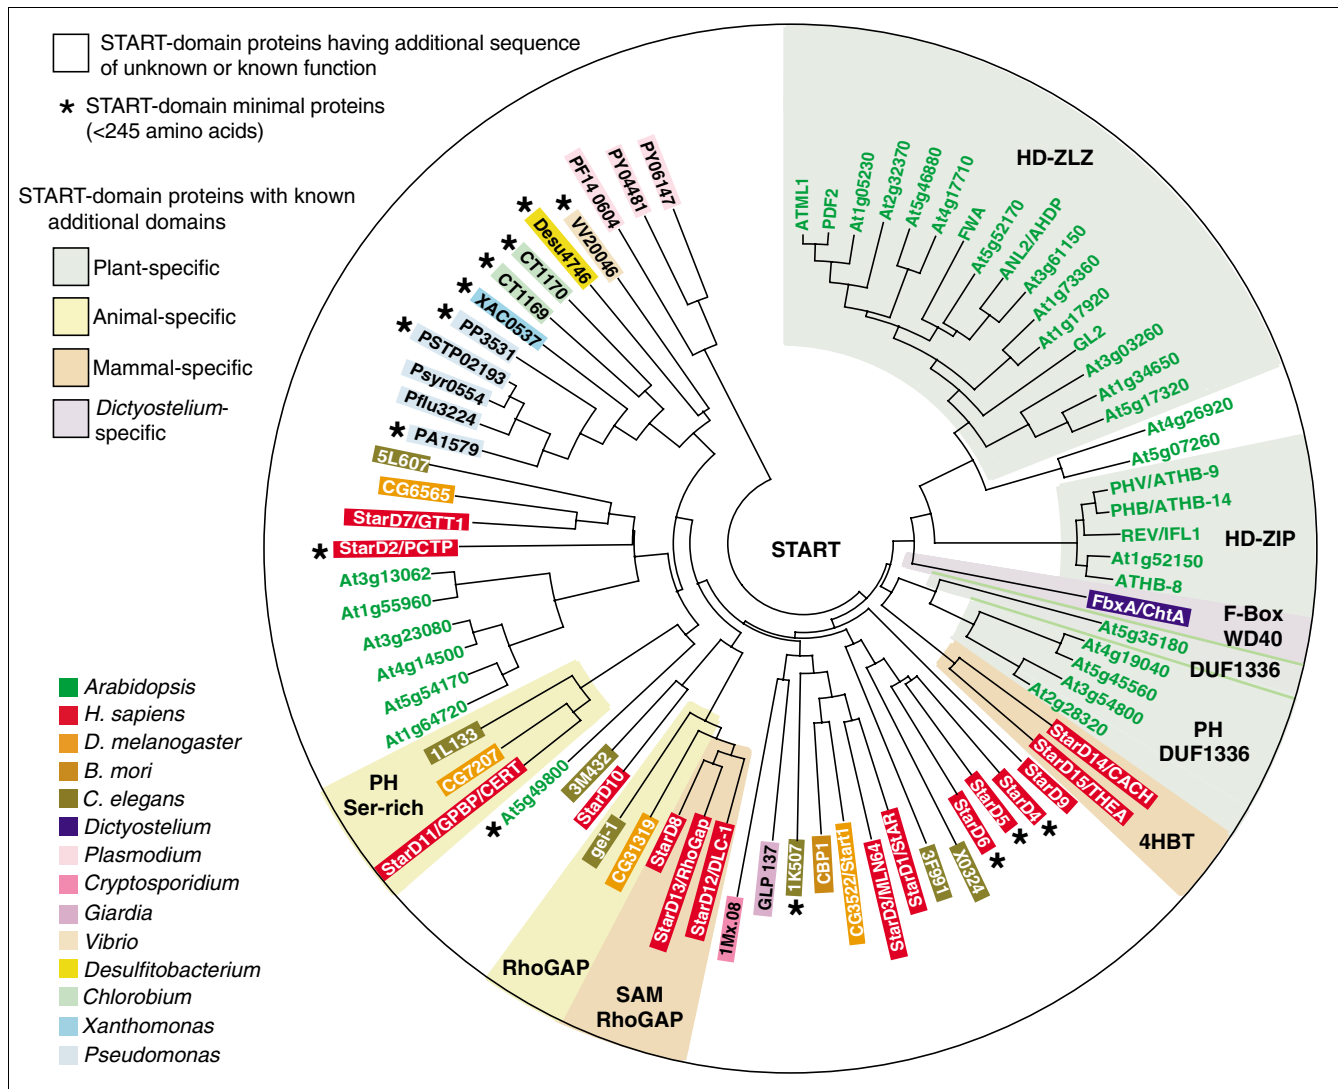 START-domain proteins having additional sequence
of unknown or known function
* START-domain minimal proteins
(<245 amino acids)
START-domain proteins with known
additional domains
Plant-specific
Animal-specific
Mammal-specific
Dictyostelium-
specific
Arabidopsis
H. sapiens
D. melanogaster
B. mori
C. elegans
Dictyostelium
Plasmodium
Cryptosporidium
Giardia
Vibrio
Desulfitobacterium
Chlorobium
Xanthomonas
Pseudomonas
START
HD-ZLZ
ATML1
PDF2
At1g05230
At2g32370
At5g46880
At4g17710
FWA
At5g52170
ANL2/AHDP
At3g61150
At1g73360
At1g17920
GL2
At3g03260
At1g34650
At5g17320
At4g26920
At5g07260
PHV/ATHB-9
PHB/ATHB-14
REV/IFL1
At1g52150
ATHB-8
HD-ZIP
FbxA/ChtA
F-Box
WD40
At5g35180
DUF1336
At4g19040
At5g45560
At3g54800
At2g28320
PH
DUF1336
StarD14/CACH
StarD15/THEA
4HBT
StarD9
StarD4
*
StarD5
*
StarD6
*
X0324
3F991
StarD1/StAR
StarD3/MLN64
CG3522/Start1
CBP1
1K507
*
GLP 137
1Mx.08
StarD12/DLC-1
StarD13/RhoGap
StarD8
SAM
RhoGAP
CG31319
gei-1
RhoGAP
StarD10
3M432
At5g49800
*
StarD11/GPBP/CERT
CG7207
1L133
PH
Ser-rich
At1g64720
At5g54170
At4g14500
At3g23080
At1g55960
At3g13062
* StarD2/PCTP
StarD7/GTT1
CG6565
5L607
* PA1579
Pflu3224
Psyr0554
* PSTP02193
* PP3531
* XAC0537
* CT1169
* CT1170
* Desu4746
* VV20046
PF14 0604
PY04481
PY06147